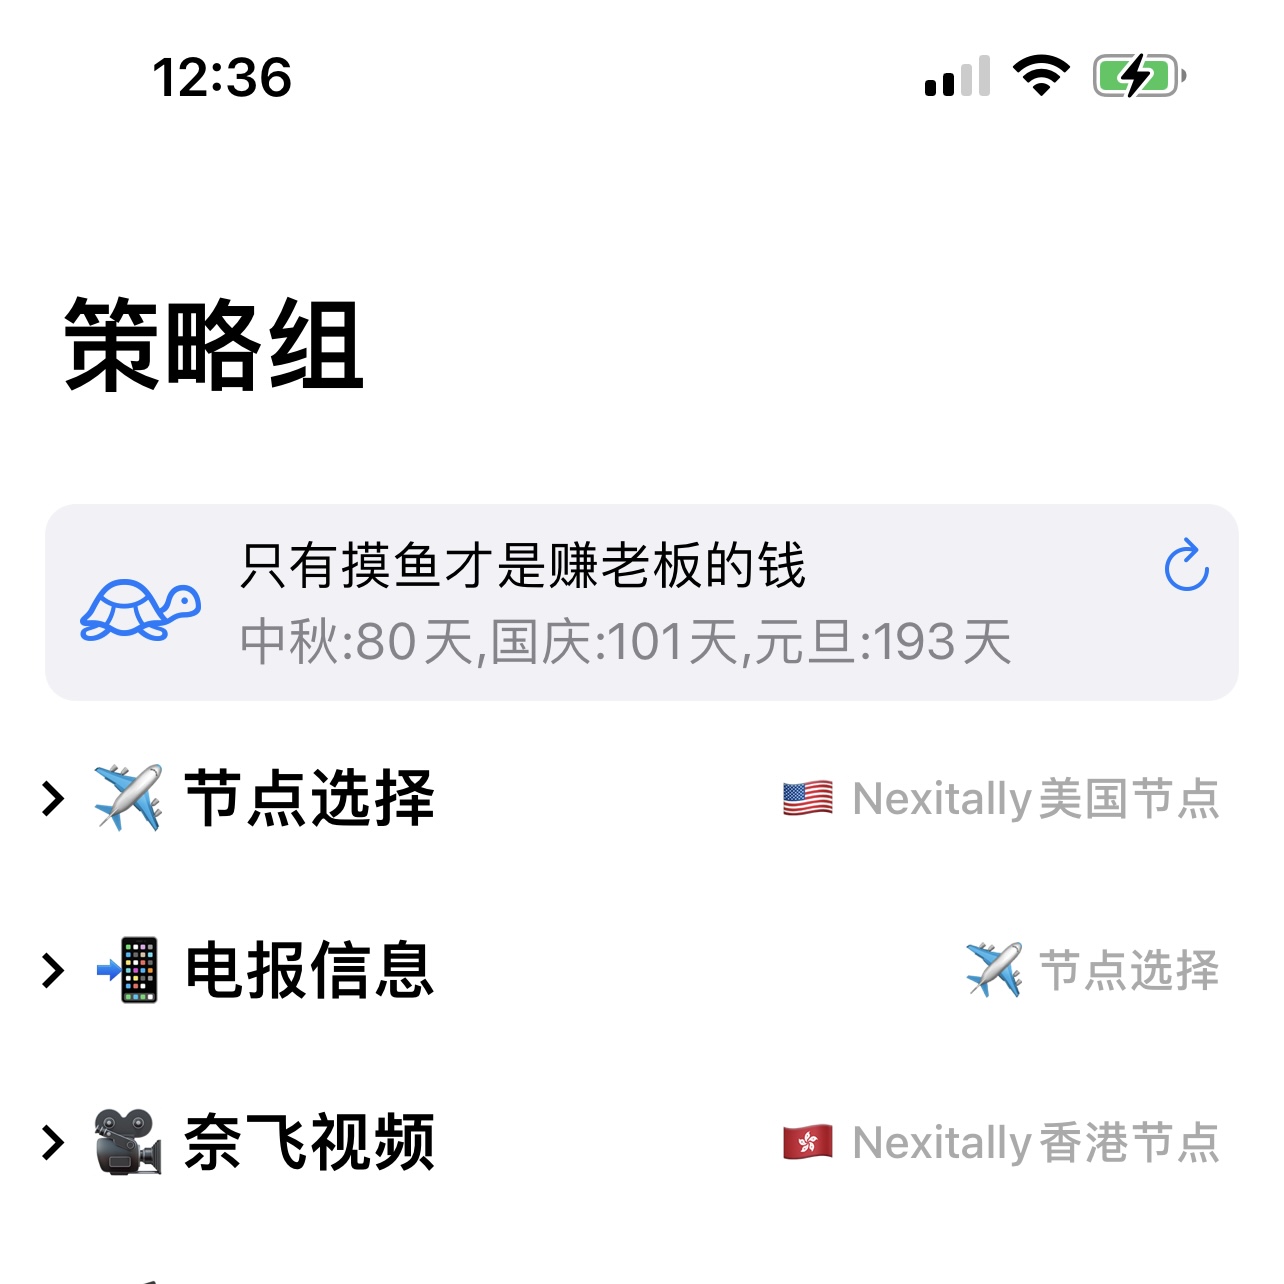 12:36
策略组
只有摸鱼才是赚老板的钱
中秋:80天,国庆:101天,元旦:193天
节点选择
Nexitally美国节点
电报信息
节点选择
奈飞视频
Nexitally香港节点